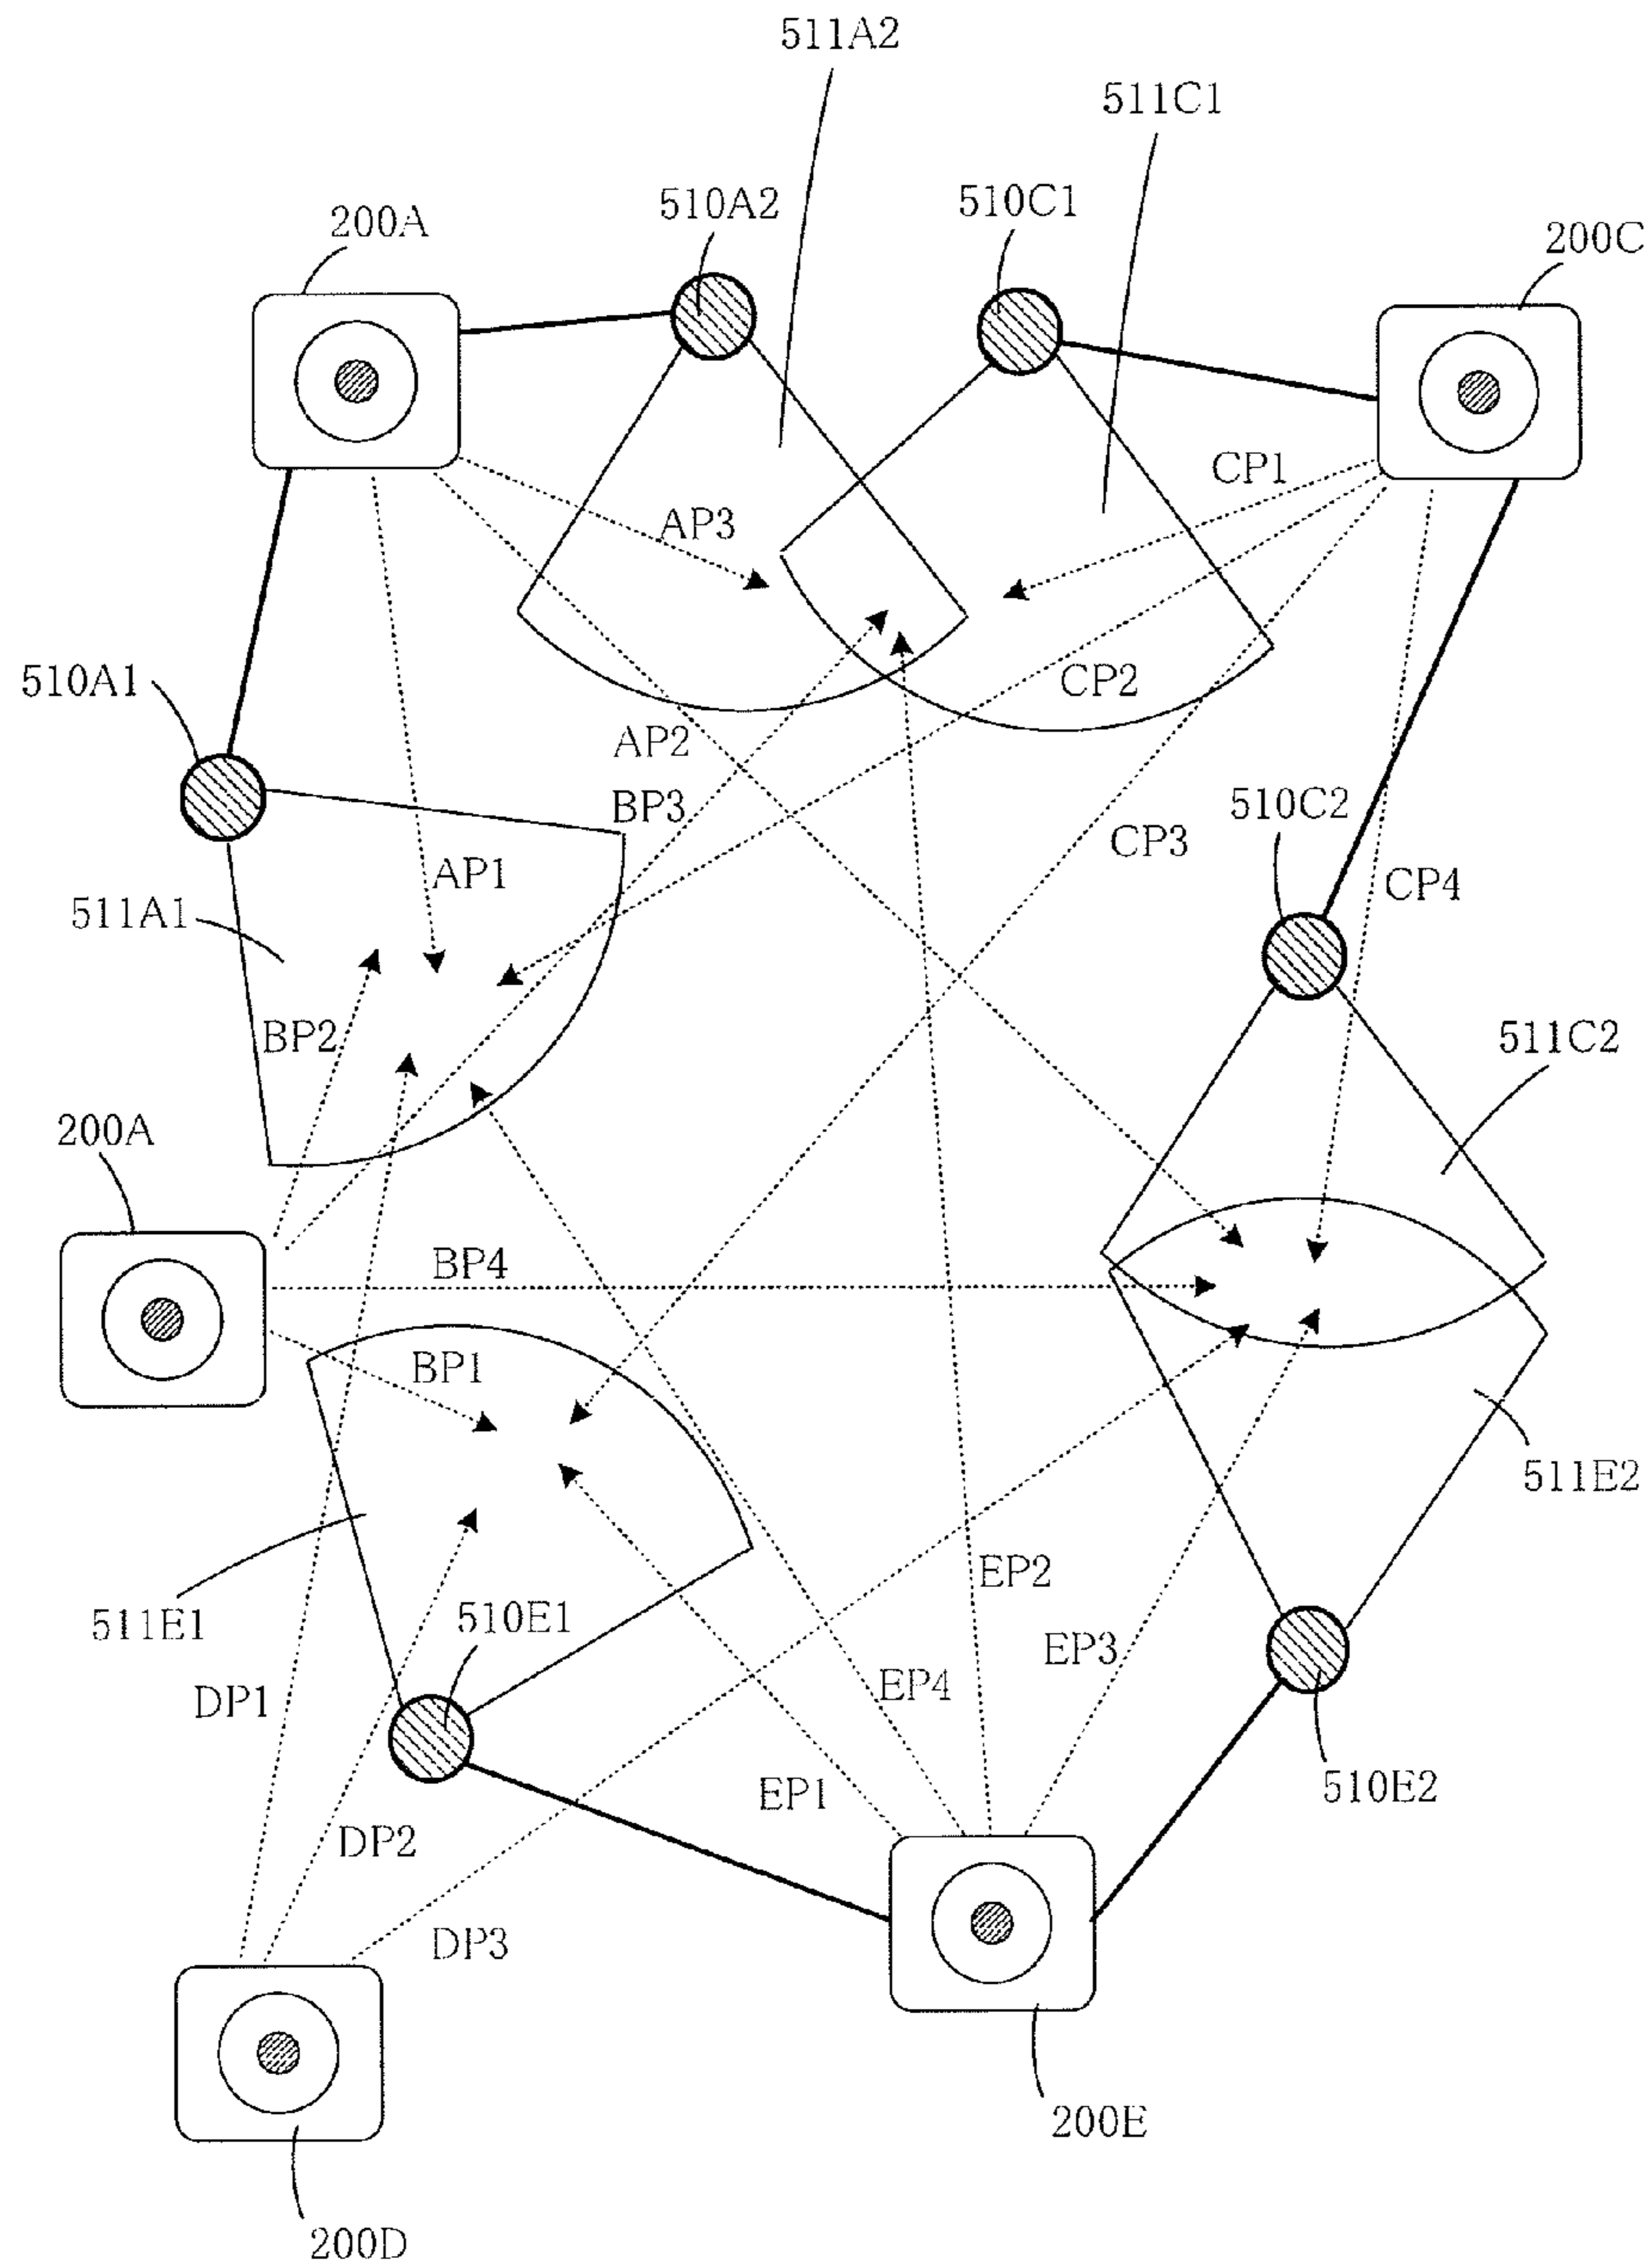 511A2
511C1
510A2
510C1
200A
200C
CP1
AP3
510A1
CP2
AP2
BP3
510C2
CP3
AP1
CP4
511A1
BP2
511C2
200A
BP4
BP1
511E2
EP2
510E1
511E1
EP3
EP4
DP1
EP1
510E2
DP2
DP3
200E
200D